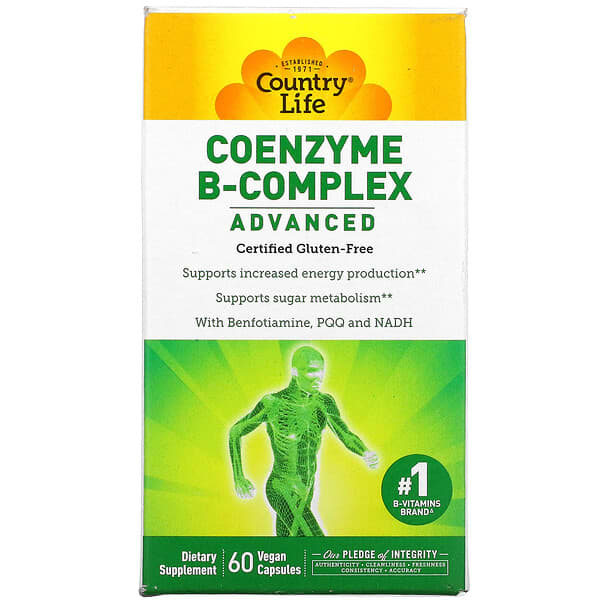 ESTABLISHED
1971
Country®
Life
COENZYME
B-COMPLEX
ADVANCED
Certified Gluten-Free
Supports increased energy production**
Supports sugar metabolism**
With Benfotiamine, PQQ and NADH
#1
B-VITAMINS
BRAND^Δ
Dietary
Supplement
60 Vegan
Capsules
Our PLEDGE of INTEGRITY
AUTHENTICITY • CLEANLINESS • FRESHNESS
CONSISTENCY • ACCURACY